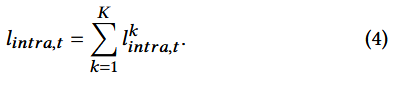 l_{intra,t} = \sum_{k=1}^{K} l_{intra,t}^{k}. (4)